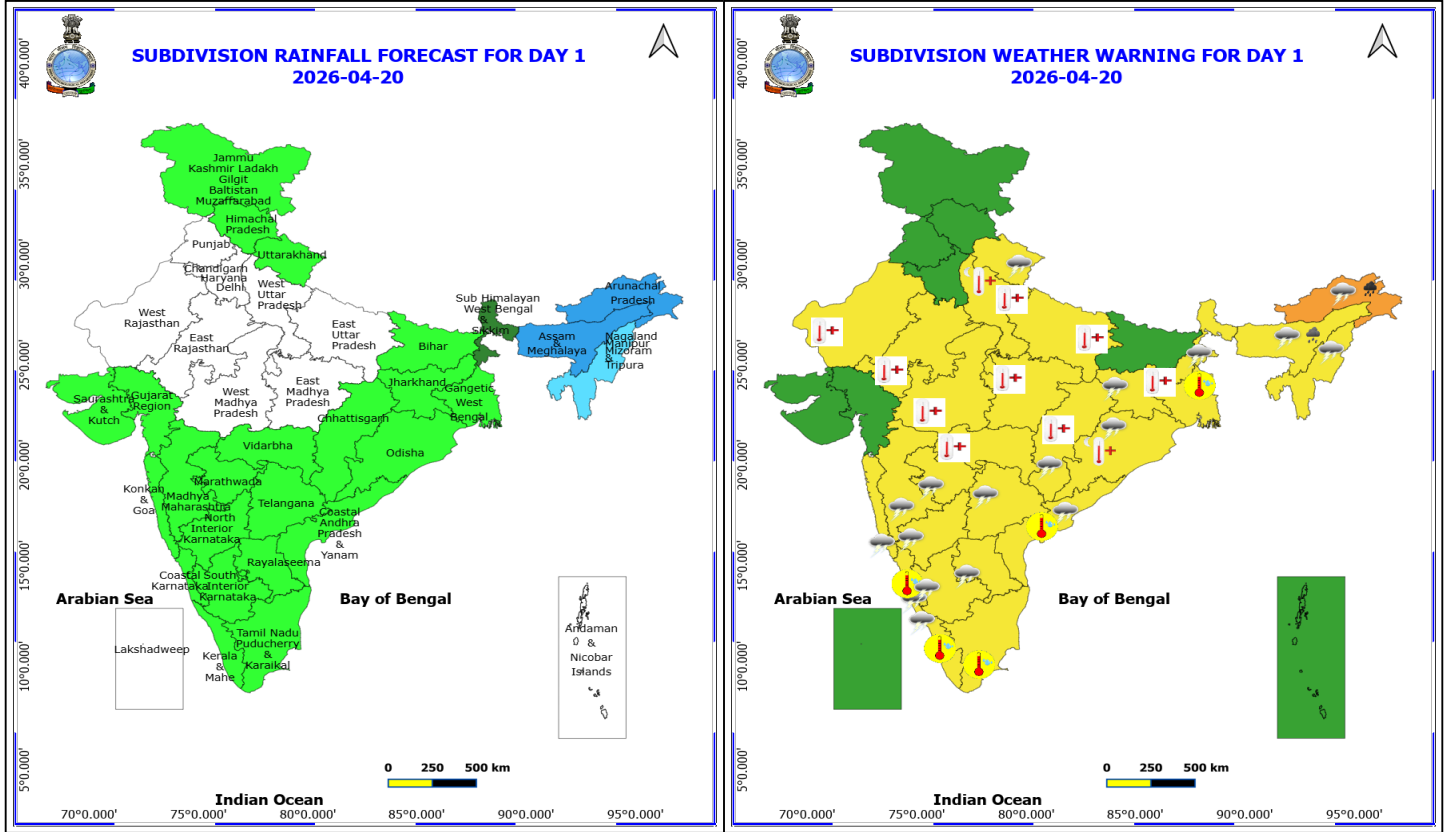 SUBDIVISION RAINFALL FORECAST FOR DAY 1
2026-04-20
40°0.000'
35°0.000'
30°0.000'
25°0.000'
20°0.000'
15°0.000'
10°0.000'
5°0.000'
Jammu
Kashmir Ladakh
Gilgit
Baltistan
Muzaffarabad
Himachal
Pradesh
Punjab
Uttarakhand
Chandigarh
Haryana
Delhi
West
Uttar
Pradesh
West
Rajasthan
East
Rajasthan
East
Uttar
Pradesh
Sub Himalayan
West Bengal
&
Sikkim
Arunachal
Pradesh
Assam
&
Meghalaya
Nagaland
Manipur
Mizoram
&
Tripura
Bihar
Jharkhand
Gangetic
West
Bengal
Saurashtra
&
Kutch
Gujarat
Region
West
Madhya
Pradesh
East
Madhya
Pradesh
Chhattisgarh
Vidarbha
Odisha
Konkan
&
Goa
Madhya
Maharashtra
Marathwada
Telangana
North
Interior
Karnataka
Coastal
Andhra
Pradesh
&
Yanam
Rayalaseema
Coastal
Karnataka
South
Interior
Karnataka
Arabian Sea
Bay of Bengal
Lakshadweep
Tamil Nadu
Puducherry
&
Karaikal
Kerala
&
Mahe
Andaman
&
Nicobar
Islands
0 250 500 km
Indian Ocean
70°0.000' 75°0.000' 80°0.000' 85°0.000' 90°0.000' 95°0.000'
SUBDIVISION WEATHER WARNING FOR DAY 1
2026-04-20
40°0.000'
35°0.000'
30°0.000'
25°0.000'
20°0.000'
15°0.000'
10°0.000'
5°0.000'
Arabian Sea
Bay of Bengal
0 250 500 km
Indian Ocean
70°0.000' 75°0.000' 80°0.000' 85°0.000' 90°0.000' 95°0.000'